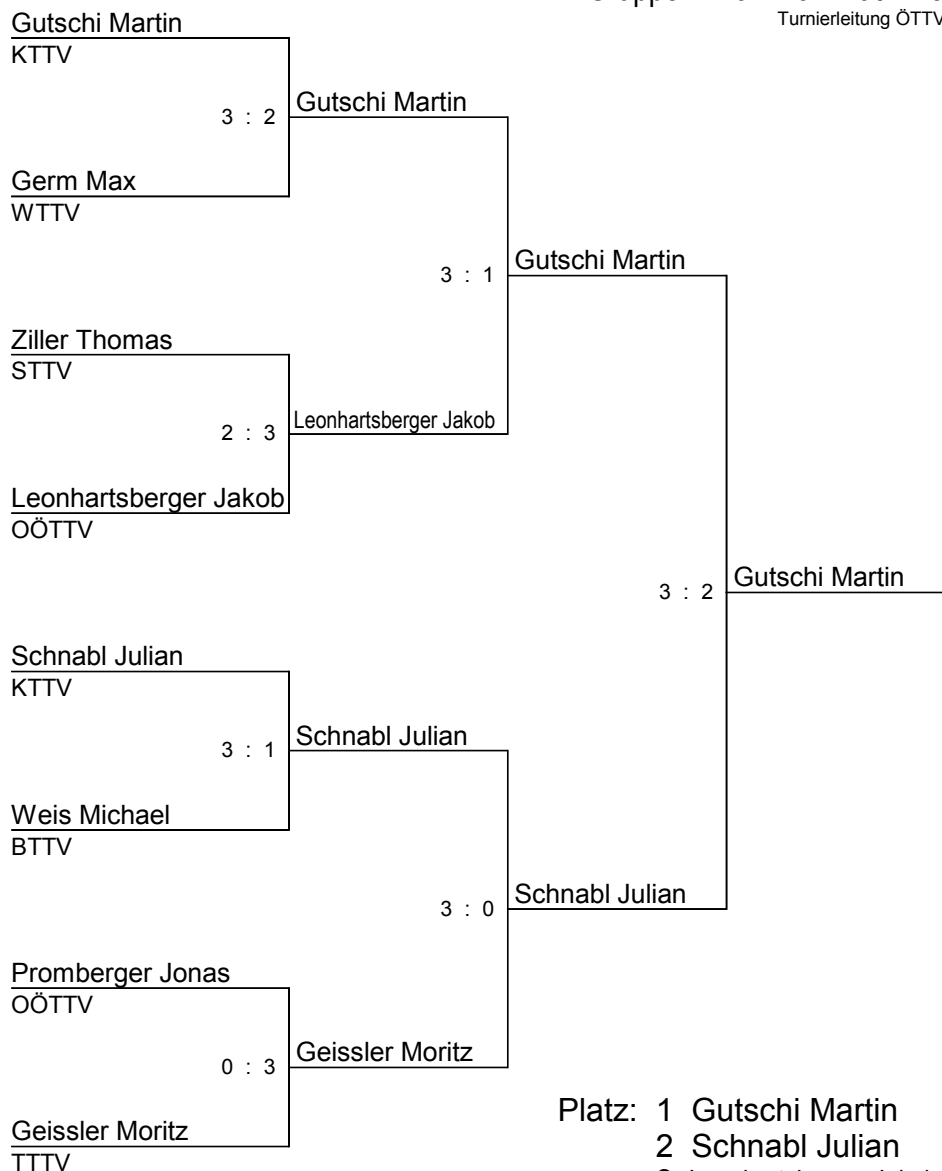 Turnierleitung ÖTTV
Gutschi Martin
KTTV
3 : 2
Gutschi Martin
Germ Max
WTTV
3 : 1
Gutschi Martin
Ziller Thomas
STTV
2 : 3
Leonhartsberger Jakob
Leonhartsberger Jakob
OÖTTV
3 : 2
Gutschi Martin
Schnabl Julian
KTTV
3 : 1
Schnabl Julian
Weis Michael
BTTV
3 : 0
Schnabl Julian
Promberger Jonas
OÖTTV
0 : 3
Geissler Moritz
Geissler Moritz
TTTV
Platz: 1 Gutschi Martin
2 Schnabl Julian